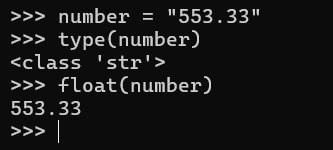 >>> number = "553.33"
>>> type(number)
<class 'str'>
>>> float(number)
553.33
>>>